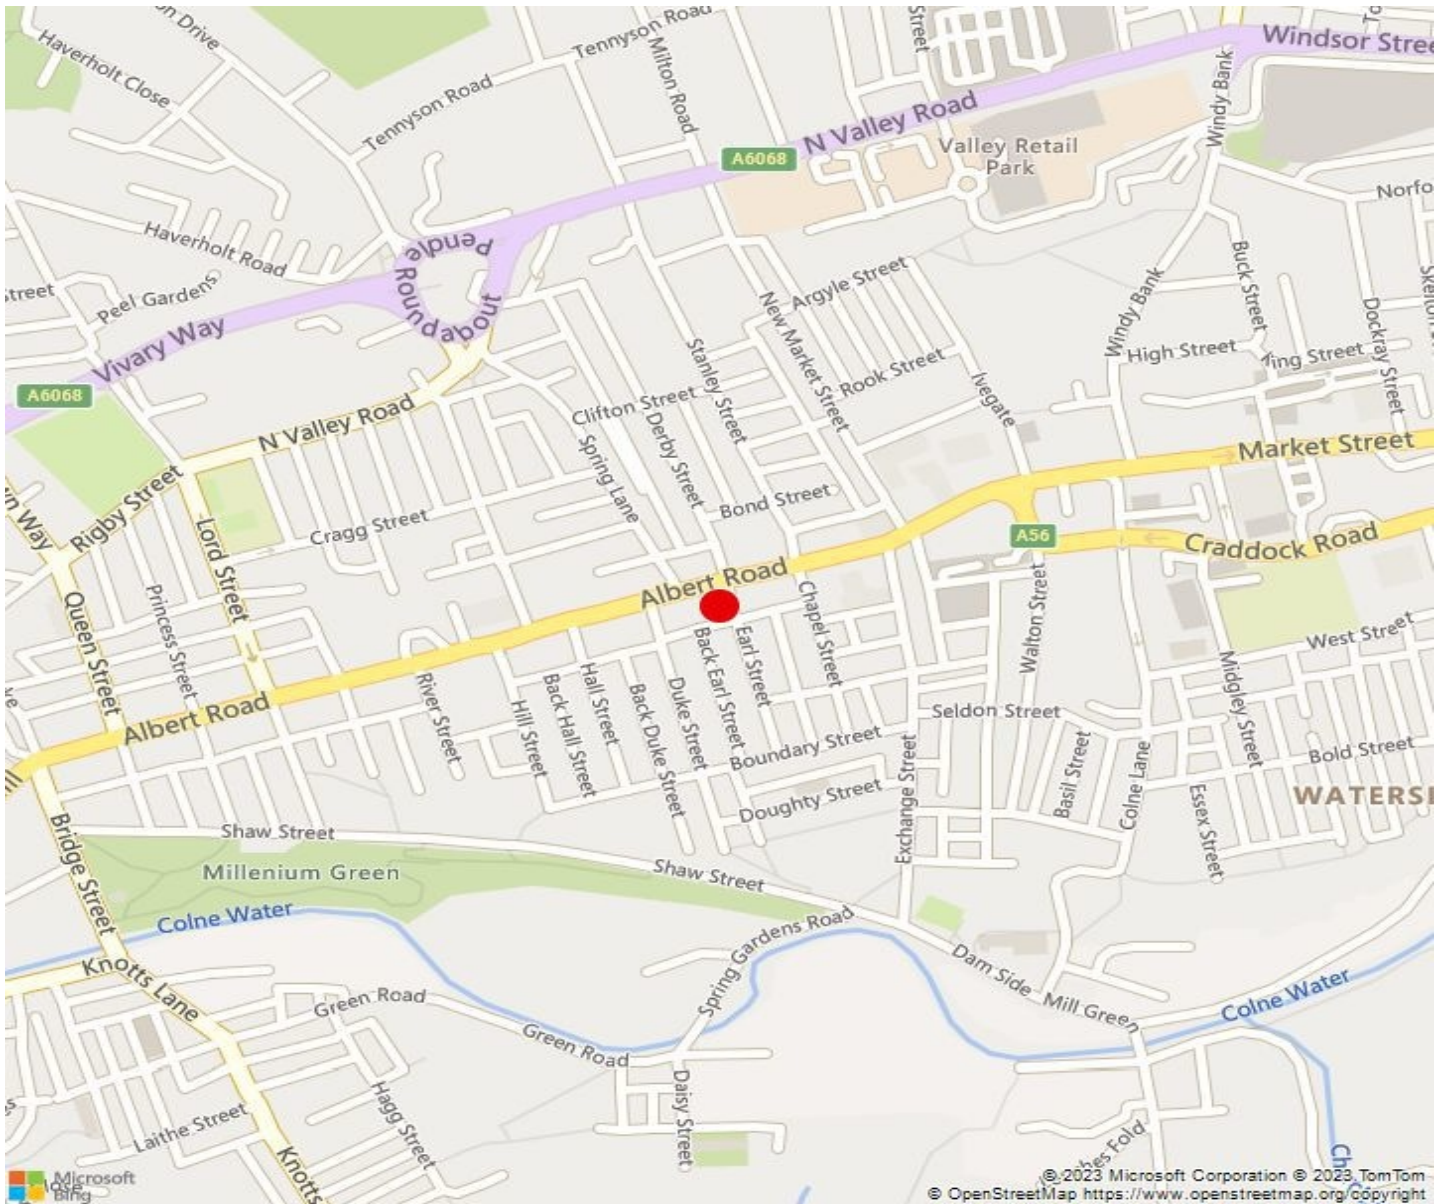 on Drive
Haverholt Close
Tennyson Road
Tennyson Road
Milton Road
Street
Windsor Stree
N Valley Road
A6068
Windy Bank
Valley Retail
Park
Norfo
Haverholt Road
Pendle
Roundabout
Peel Gardens
Street
Vivary Way
A6068
Argyle Street
New Market Street
Buck Street
Windy Bank
Dockray Street
Stanley Street
Rook Street
Ivegate
High Street
King Street
Clifton Street
Derby Street
N Valley Road
Market Street
Spring Lane
Rigby Street
Bond Street
Cragg Street
Lord Street
A56
Craddock Road
Albert Road
Princess Street
Queen Street
Chapel Street
Walton Street
West Street
Back Earl Street
Earl Street
Hall Street
Back Hall Street
Hill Street
River Street
Back Duke Street
Duke Street
Midgley Street
Albert Road
Seldon Street
Boundary Street
Bold Street
Basil Street
Colne Lane
Doughty Street
Exchange Street
Essex Street
WATERSI
Bridge Street
Shaw Street
Millenium Green
Shaw Street
Colne Water
Spring Gardens Road
Knotts Lane
Dam Side
Mill Green
Colne Water
Green Road
Green Road
Daisy Street
Hagg Street
Laithe Street
Knotts
Microsoft
Bing
© 2023 Microsoft Corporation © 2023 TomTom
© OpenStreetMap https://www.openstreetmap.org/copyright